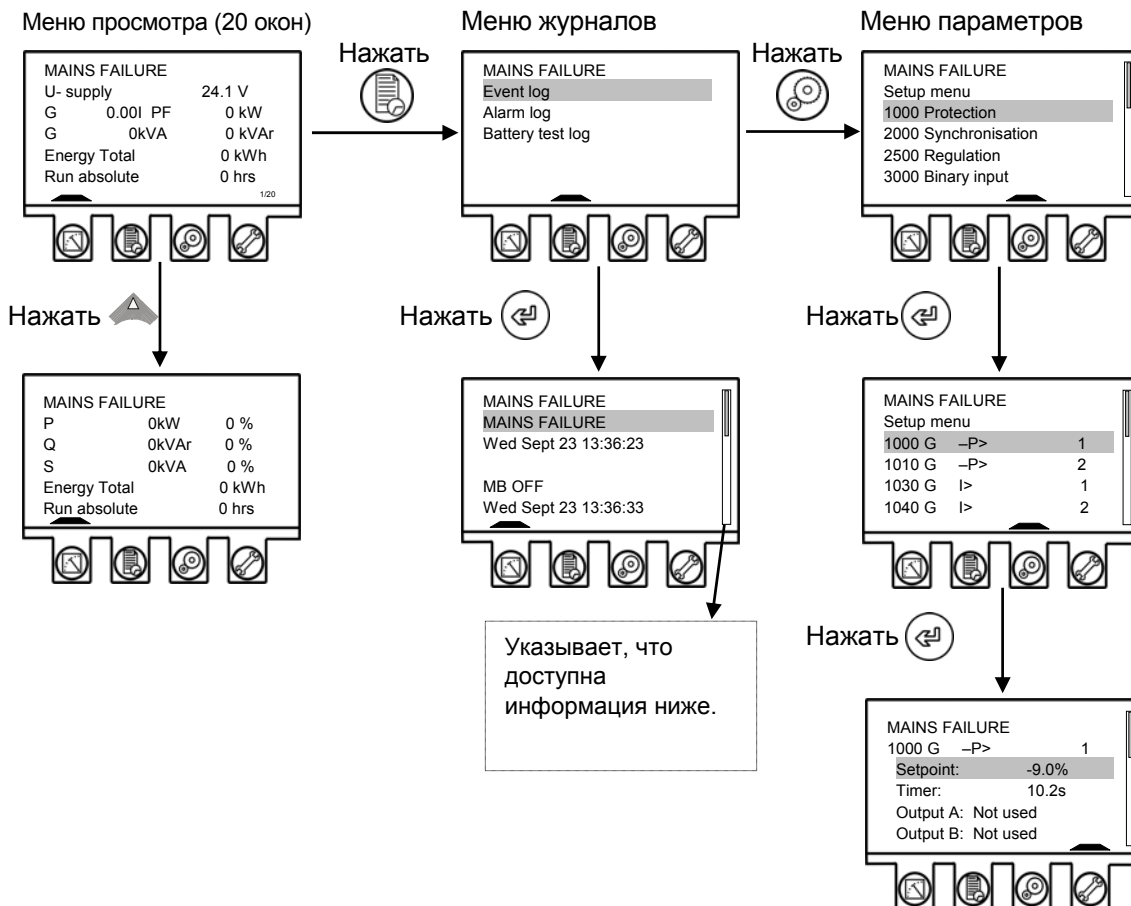 Меню просмотра (20 окон)
MAINS FAILURE
U- supply 24.1 V
G 0.00I PF 0 kW
G 0kVA 0 kVAr
Energy Total 0 kWh
Run absolute 0 hrs
1/20
Нажать
Меню журналов
MAINS FAILURE
Event log
Alarm log
Battery test log
Нажать
Меню параметров
MAINS FAILURE
Setup menu
1000 Protection
2000 Synchronisation
2500 Regulation
3000 Binary input
Нажать
MAINS FAILURE
P 0kW 0 %
Q 0kVAr 0 %
S 0kVA 0 %
Energy Total 0 kWh
Run absolute 0 hrs
Нажать
MAINS FAILURE
MAINS FAILURE
Wed Sept 23 13:36:23
MB OFF
Wed Sept 23 13:36:33
Указывает, что
доступна
информация ниже.
Нажать
MAINS FAILURE
Setup menu
1000 G –P> 1
1010 G –P> 2
1030 G I> 1
1040 G I> 2
Нажать
MAINS FAILURE
1000 G –P> 1
Setpoint: -9.0%
Timer: 10.2s
Output A: Not used
Output B: Not used